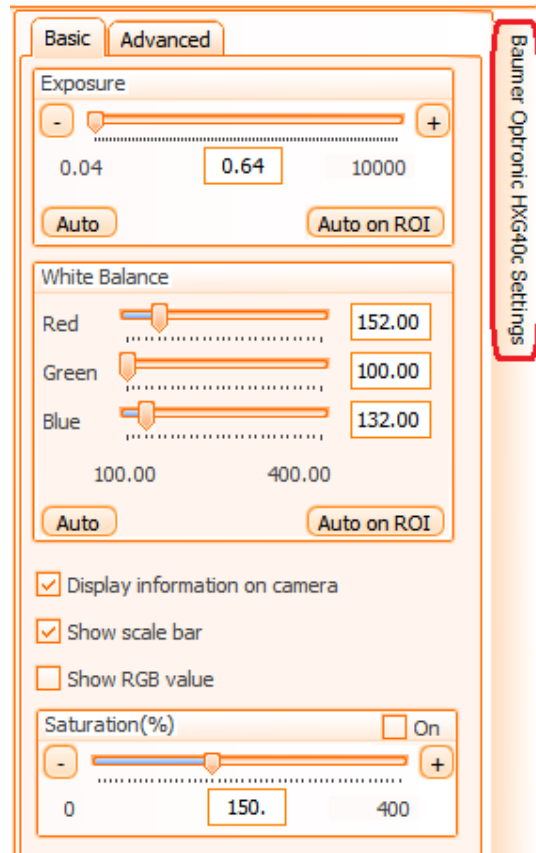 Basic Advanced
Exposure
- +
0.04 0.64 10000
Auto Auto on ROI
White Balance
Red 152.00
Green 100.00
Blue 132.00
100.00 400.00
Auto Auto on ROI
Display information on camera
Show scale bar
Show RGB value
Saturation(%) On
- +
0 150. 400
Baumer Optronic HXG40c Settings